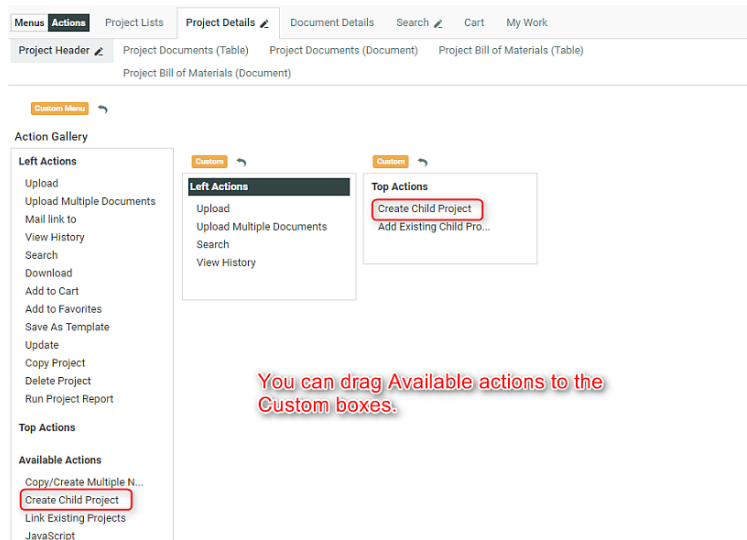 Menus Actions Project Lists Project Details Document Details Search Cart My Work
Project Header Project Documents (Table) Project Documents (Document) Project Bill of Materials (Table)
Project Bill of Materials (Document)
Custom Menu
Action Gallery
Left Actions
Upload
Upload Multiple Documents
Mail link to
View History
Search
Download
Add to Cart
Add to Favorites
Save As Template
Update
Copy Project
Delete Project
Run Project Report
Top Actions
Available Actions
Copy/Create Multiple N...
Create Child Project
Link Existing Projects
JavaScript
Custom
Left Actions
Upload
Upload Multiple Documents
Search
View History
Custom
Top Actions
Create Child Project
Add Existing Child Pro...
You can drag Available actions to the
Custom boxes.